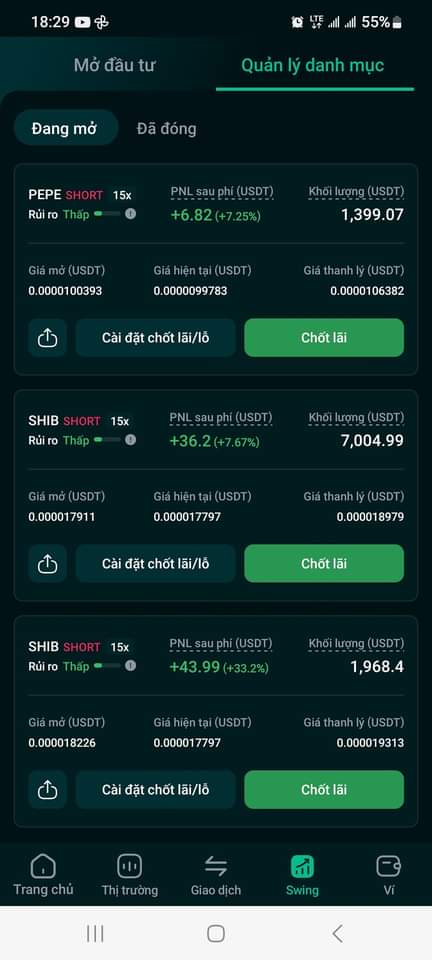 18:29 LTE 55%
Mở đầu tư Quản lý danh mục
Đang mở Đã đóng
PEPE SHORT 15x PNL sau phí (USDT) Khối lượng (USDT)
Rủi ro Thấp +6.82 (+7.25%) 1,399.07
Giá mở (USDT) Giá hiện tại (USDT) Giá thanh lý (USDT)
0.0000100393 0.0000099783 0.0000106382
Cài đặt chốt lãi/lỗ Chốt lãi
SHIB SHORT 15x PNL sau phí (USDT) Khối lượng (USDT)
Rủi ro Thấp +36.2 (+7.67%) 7,004.99
Giá mở (USDT) Giá hiện tại (USDT) Giá thanh lý (USDT)
0.000017911 0.000017797 0.000018979
Cài đặt chốt lãi/lỗ Chốt lãi
SHIB SHORT 15x PNL sau phí (USDT) Khối lượng (USDT)
Rủi ro Thấp +43.99 (+33.2%) 1,968.4
Giá mở (USDT) Giá hiện tại (USDT) Giá thanh lý (USDT)
0.000018226 0.000017797 0.000019313
Cài đặt chốt lãi/lỗ Chốt lãi
Trang chủ Thị trường Giao dịch Swing Ví